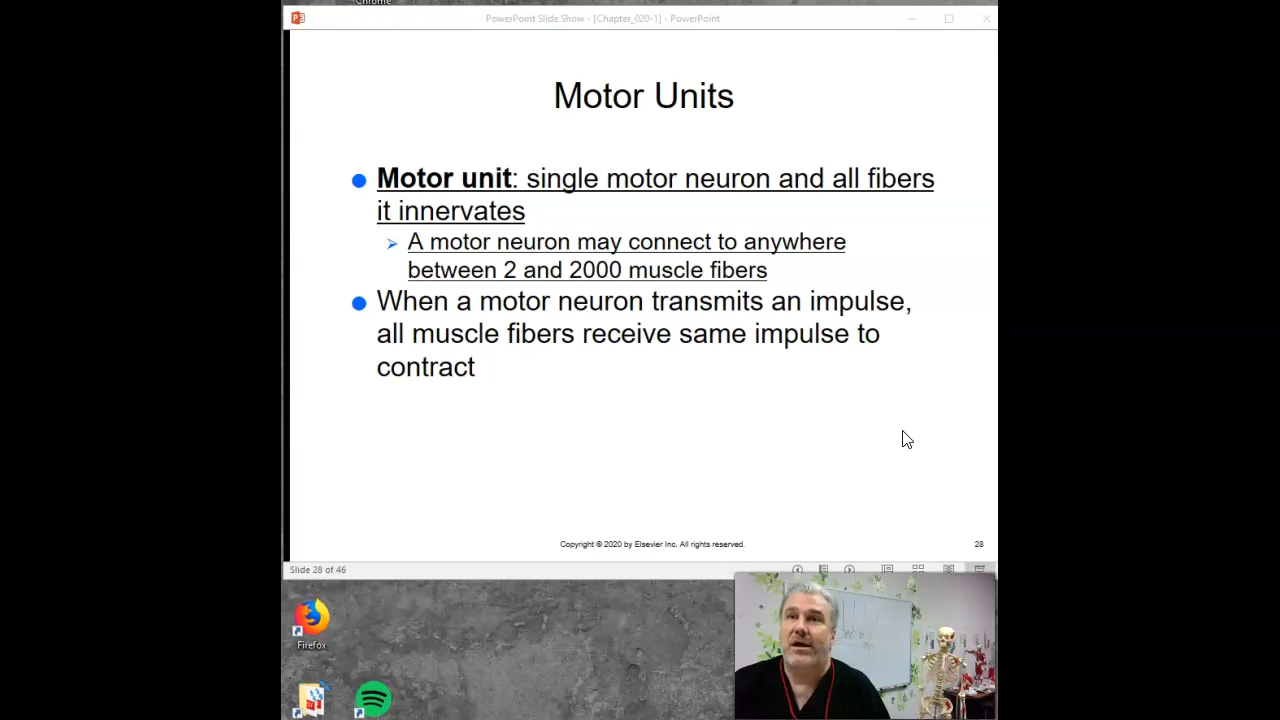 Chrome
PowerPoint Slide Show - [Chapter_020-1] - PowerPoint
Motor Units
Motor unit: single motor neuron and all fibers
it innervates
A motor neuron may connect to anywhere
between 2 and 2000 muscle fibers
When a motor neuron transmits an impulse,
all muscle fibers receive same impulse to
contract
Copyright © 2020 by Elsevier Inc. All rights reserved.
28
Slide 28 of 46
Firefox